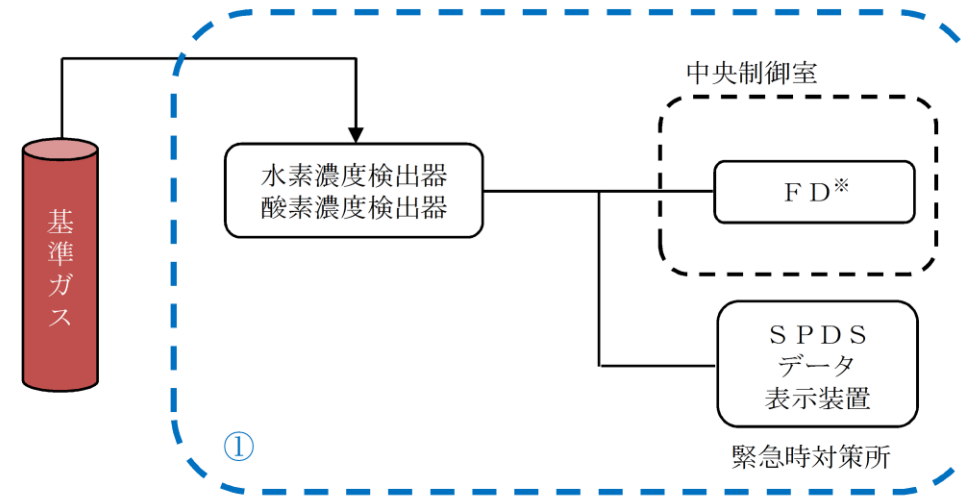 中央制御室
水素濃度検出器
酸素濃度検出器
ＦＤ※
基準ガス
ＳＰＤＳ
データ
表示装置
①
緊急時対策所